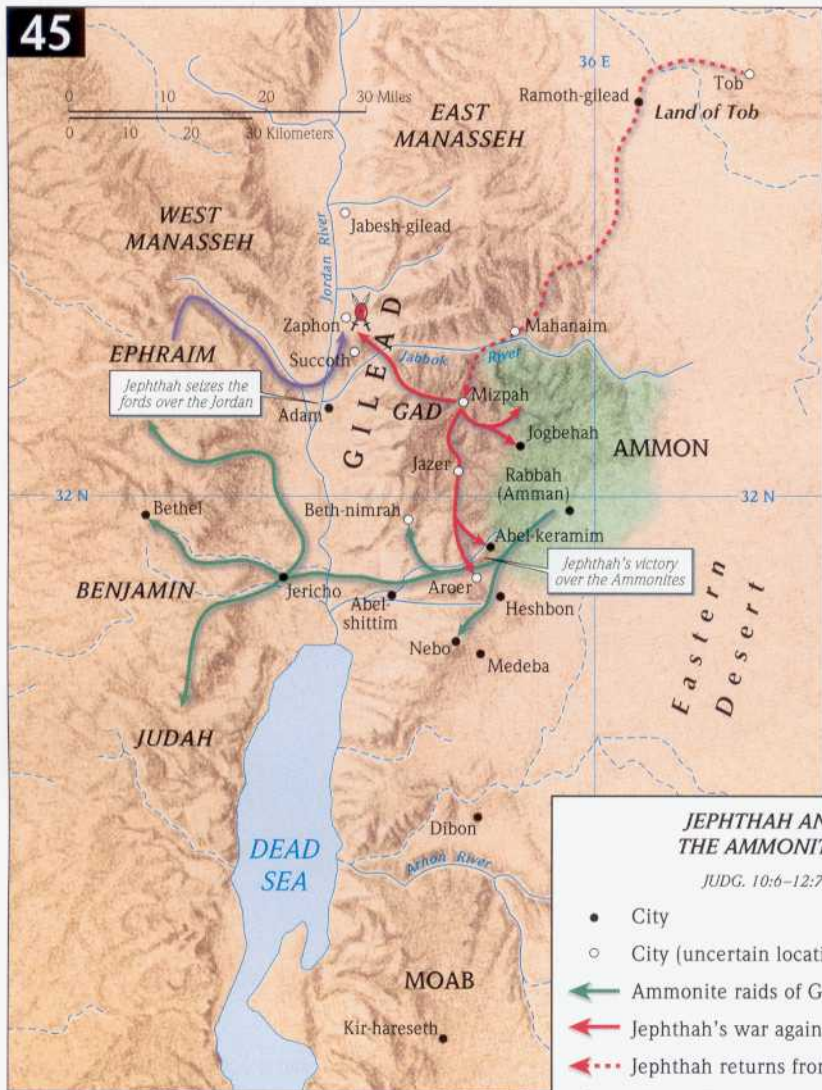 45
0 10 20 30 Miles
0 10 20 30 Kilometers
36 E
Tob
Ramoth-gilead
Land of Tob
EAST
MANASSEH
WEST
MANASSEH
Jabesh-gilead
Jordan River
Zaphon
Mahanaim
EPHRAIM
Succoth
Jabbok River
Jephthah seizes the
fords over the Jordan
GILEAD
Adam
GAD
Mizpah
Jogbehah
AMMON
Jazer
Rabbah
(Amman)
32 N
32 N
Bethel
Beth-nimrah
Abel-keramim
Jephthah's victory
over the Ammonites
BENJAMIN
Jericho
Abel-
shittim
Aroer
Heshbon
Nebo
Medeba
Eastern
Desert
JUDAH
DEAD
SEA
Dibon
Arnon River
MOAB
Kir-hareseth
JEPHTHAH AN
THE AMMONIT
JUDG. 10:6–12:7
City
City (uncertain locati
Ammonite raids of G
Jephthah's war again
Jephthah returns from